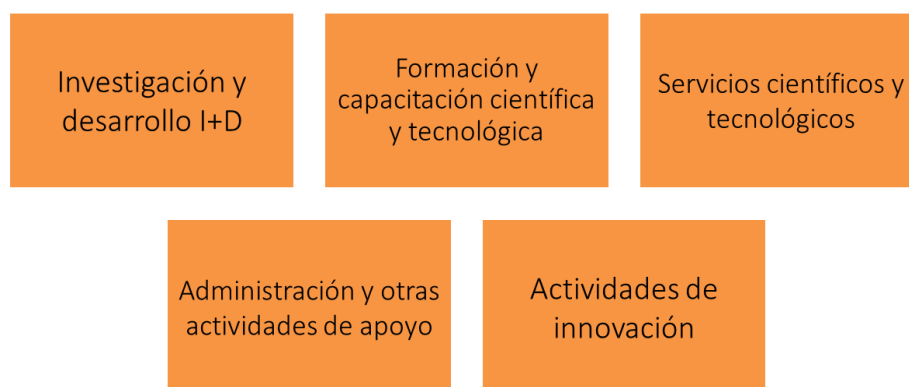 Investigación y
desarrollo I+D
Formación y
capacitación científica
y tecnológica
Servicios científicos y
tecnológicos
Administración y otras
actividades de apoyo
Actividades de
innovación